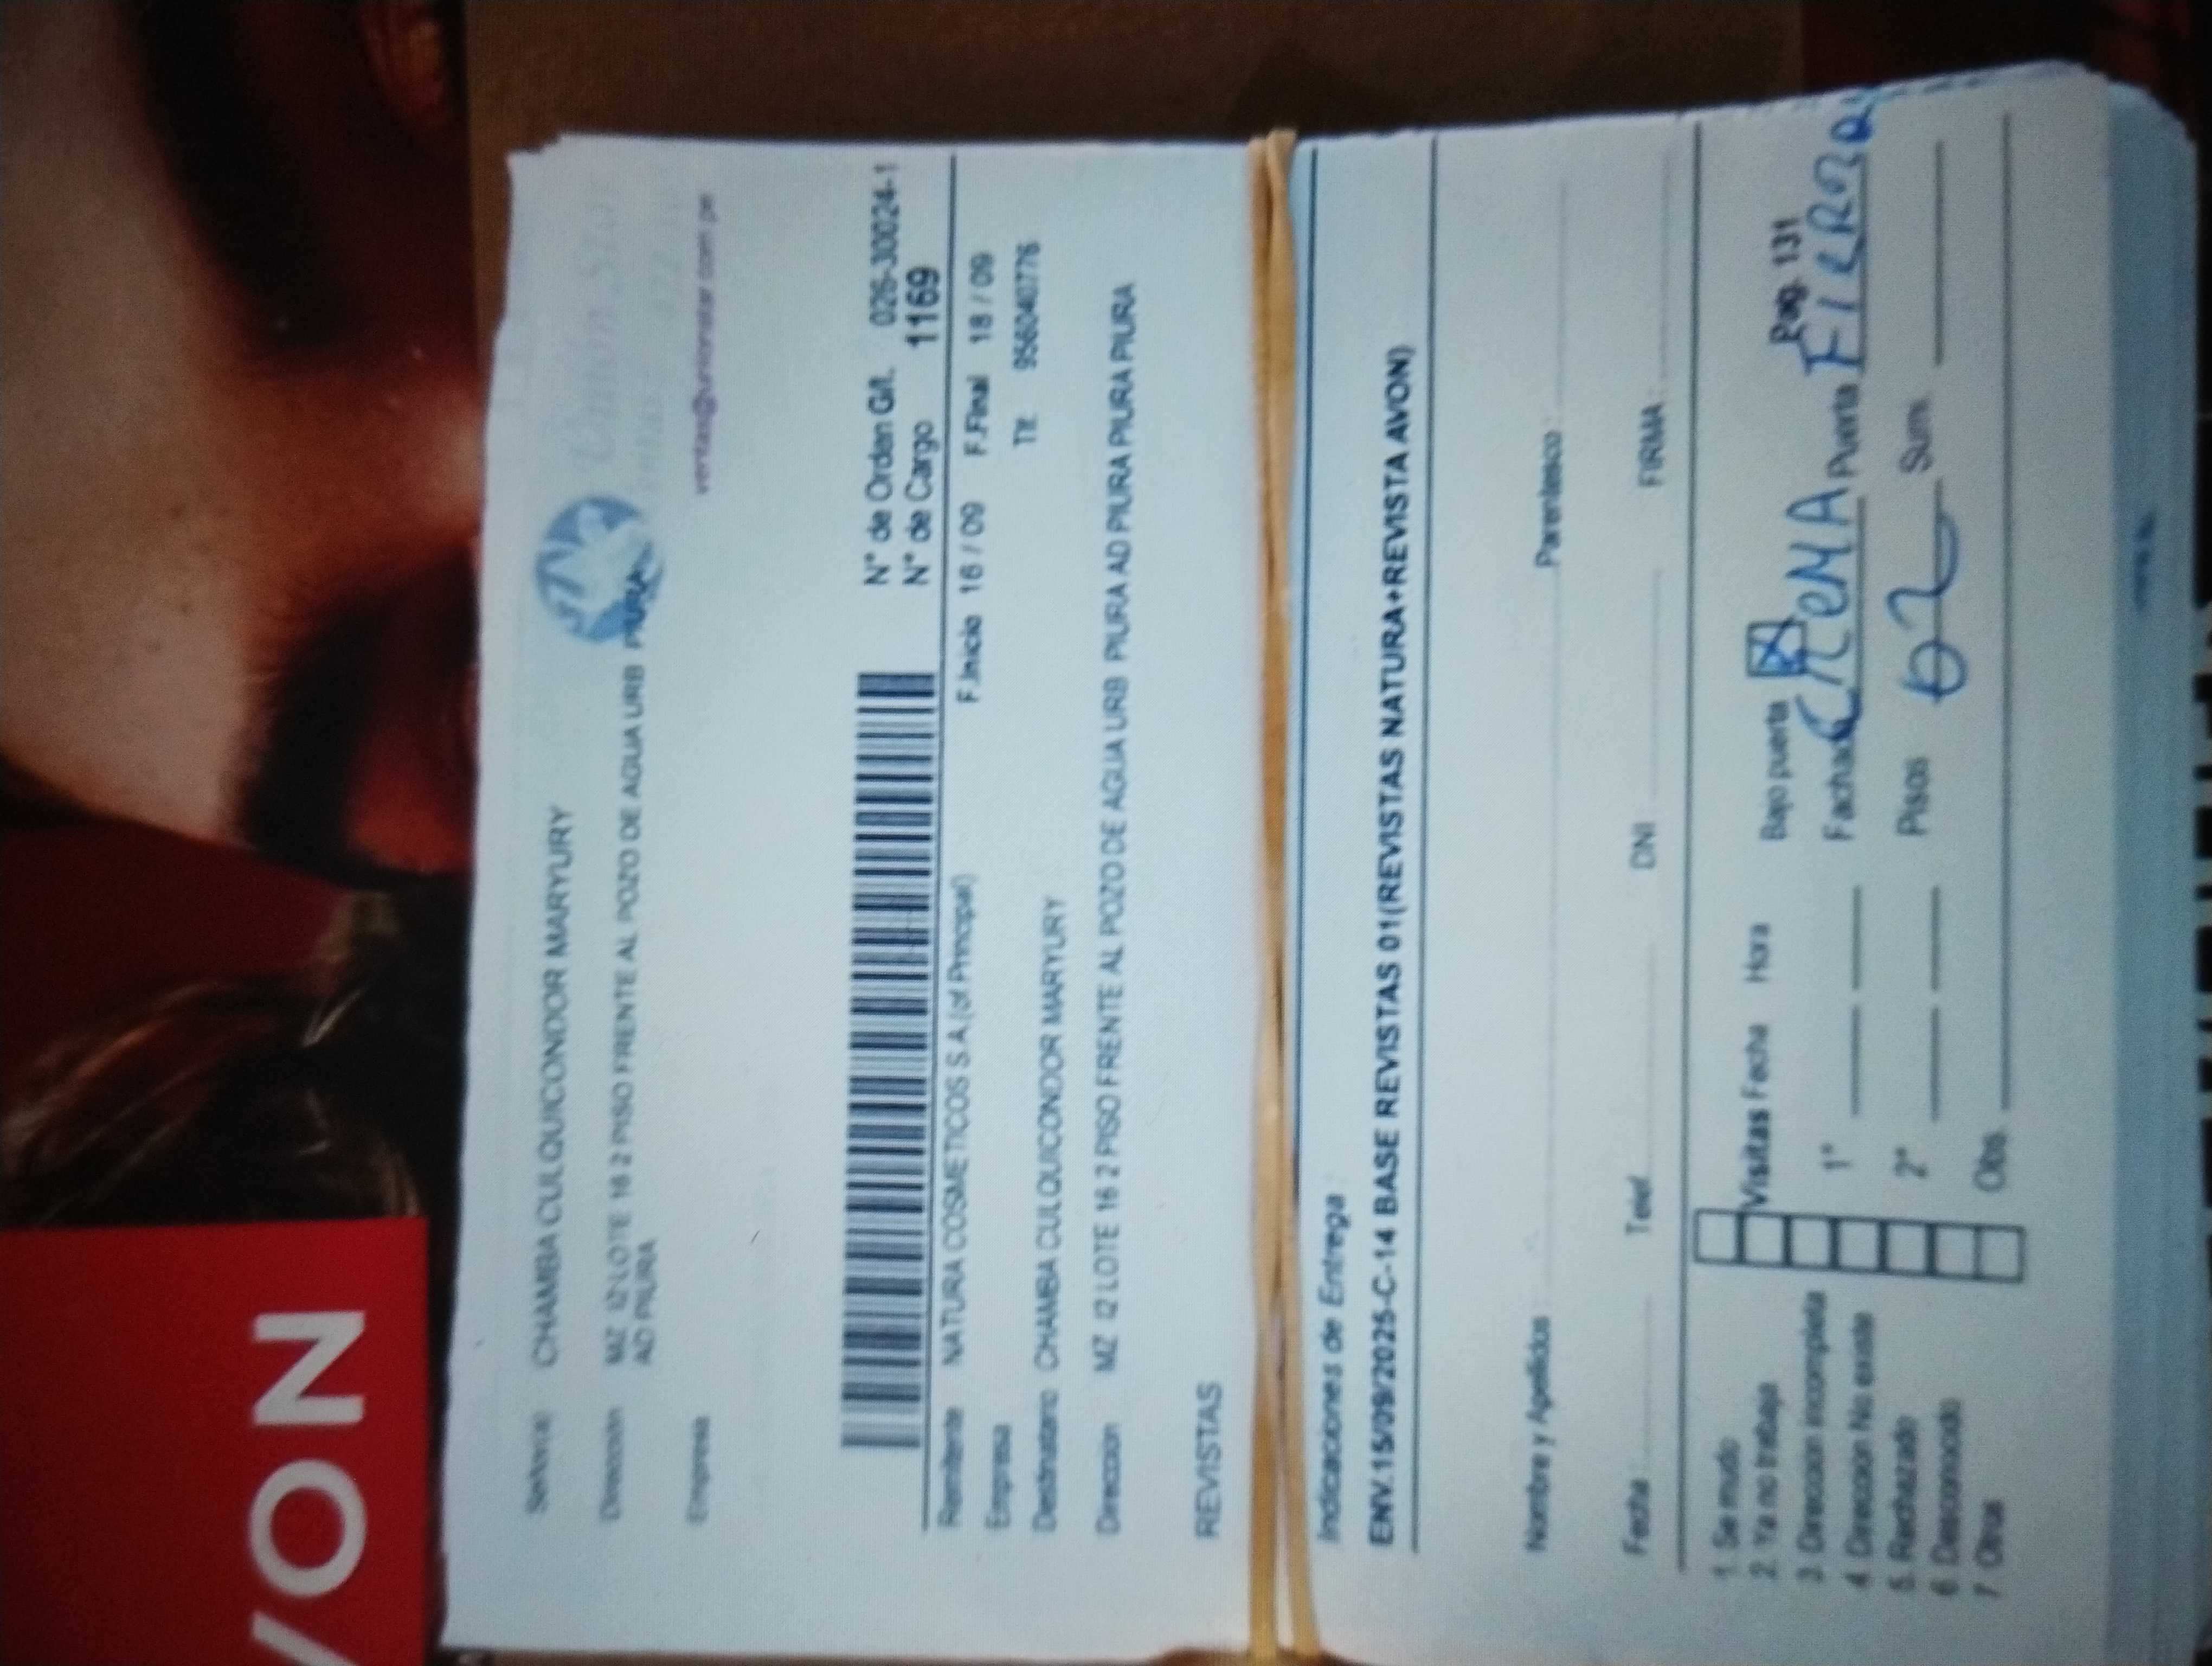 VON
Señor(a) CHAMBA CULQUICONDOR MARYURY
Dirección MZ I2 LOTE 16 2 PISO FRENTE AL POZO DE AGUA URB PIURA
AD PIURA
Empresa
ventas@unionstar.com.pe
N° de Orden G/L 026-300024-1
N° de Cargo 1169
Remitente NATURA COSMETICOS S.A (of Principal) F.Inicio 16 / 09 F.Final 18 / 09
Empresa Tlf. 9560407776
Destinatario CHAMBA CULQUICONDOR MARYURY
Dirección MZ I2 LOTE 16 2 PISO FRENTE AL POZO DE AGUA URB PIURA AD PIURA PIURA PIURA
REVISTAS
Indicaciones de Entrega :
ENV.15/09/2025-C-14 BASE REVISTAS 01(REVISTAS NATURA+REVISTA AVON)
Nombre y Apellidos : Parentesco :
Fecha Telef. DNI FIRMA :
Pag. 131
1. Se mudo
2. Ya no trabaja Visitas Fecha Hora Bajo puerta X
3. Direccion incompleta 1° Fachada CREMA Puerta FIERRO
4. Direccion No existe
5. Rechazado 2° Pisos 02 Sum.
6. Desconocido
7. Otros Obs.